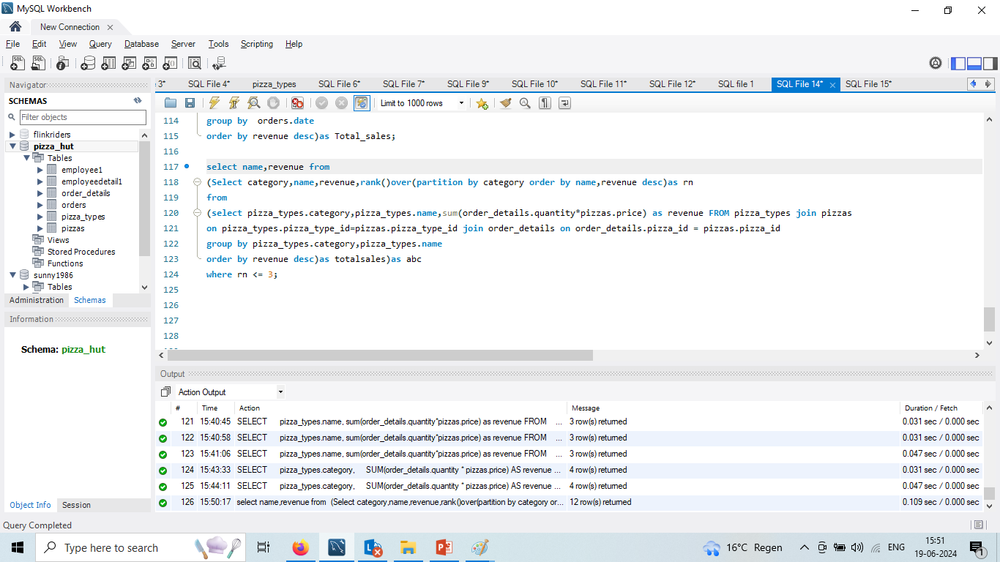 MySQL Workbench
New Connection
File Edit View Query Database Server Tools Scripting Help
Navigator
SCHEMAS
Filter objects
flinkriders
pizza_hut
Tables
employee1
employeedetail1
order_details
orders
pizza_types
pizzas
Views
Stored Procedures
Functions
sunny1986
Tables
Administration Schemas
Information
Schema: pizza_hut
Object Info Session
3* SQL File 4* pizza_types SQL File 6* SQL File 7* SQL File 9* SQL File 10* SQL File 11* SQL File 12* SQL file 1 SQL File 14* SQL File 15*
Limit to 1000 rows
114 group by  orders.date
115 order by revenue desc)as Total_sales;
116
117 select name,revenue from
118 (Select category,name,revenue,rank()over(partition by category order by name,revenue desc)as rn
119 from
120 (select pizza_types.category,pizza_types.name,sum(order_details.quantity*pizzas.price) as revenue FROM pizza_types join pizzas
121 on pizza_types.pizza_type_id=pizzas.pizza_type_id join order_details on order_details.pizza_id = pizzas.pizza_id
122 group by pizza_types.category,pizza_types.name
123 order by revenue desc)as totalsales)as abc
124 where rn <= 3;
125
126
127
128
Output
Action Output
# Time Action Message Duration / Fetch
121 15:40:45 SELECT pizza_types.name, sum(order_details.quantity*pizzas.price) as revenue FROM ... 3 row(s) returned 0.031 sec / 0.000 sec
122 15:40:58 SELECT pizza_types.name, sum(order_details.quantity*pizzas.price) as revenue FROM ... 3 row(s) returned 0.031 sec / 0.000 sec
123 15:41:06 SELECT pizza_types.name, sum(order_details.quantity*pizzas.price) as revenue FROM ... 3 row(s) returned 0.047 sec / 0.000 sec
124 15:43:33 SELECT pizza_types.category, SUM(order_details.quantity * pizzas.price) AS revenue ... 4 row(s) returned 0.031 sec / 0.000 sec
125 15:44:11 SELECT pizza_types.category, SUM(order_details.quantity * pizzas.price) AS revenue ... 4 row(s) returned 0.047 sec / 0.000 sec
126 15:50:17 select name,revenue from (Select category,name,revenue,rank()over(partition by category or... 12 row(s) returned 0.109 sec / 0.000 sec
Query Completed
Type here to search
16°C Regen
ENG
15:51
19-06-2024
1